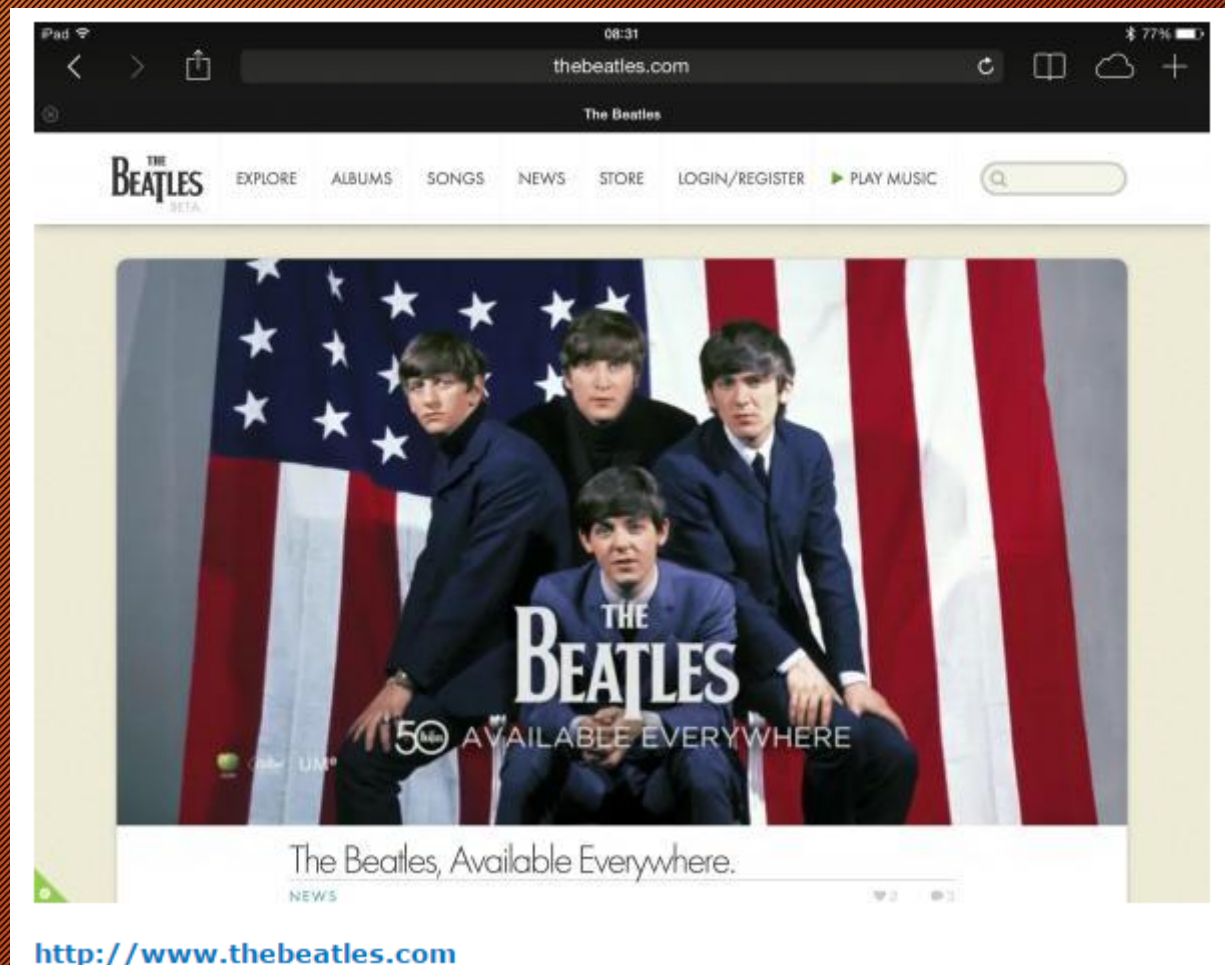 iPad 08:31 77%
thebeatles.com
The Beatles
THE
BEATLES
BETA
EXPLORE ALBUMS SONGS NEWS STORE LOGIN/REGISTER PLAY MUSIC
THE
BEATLES
50 AVAILABLE EVERYWHERE
UMe
The Beatles, Available Everywhere.
NEWS
http://www.thebeatles.com